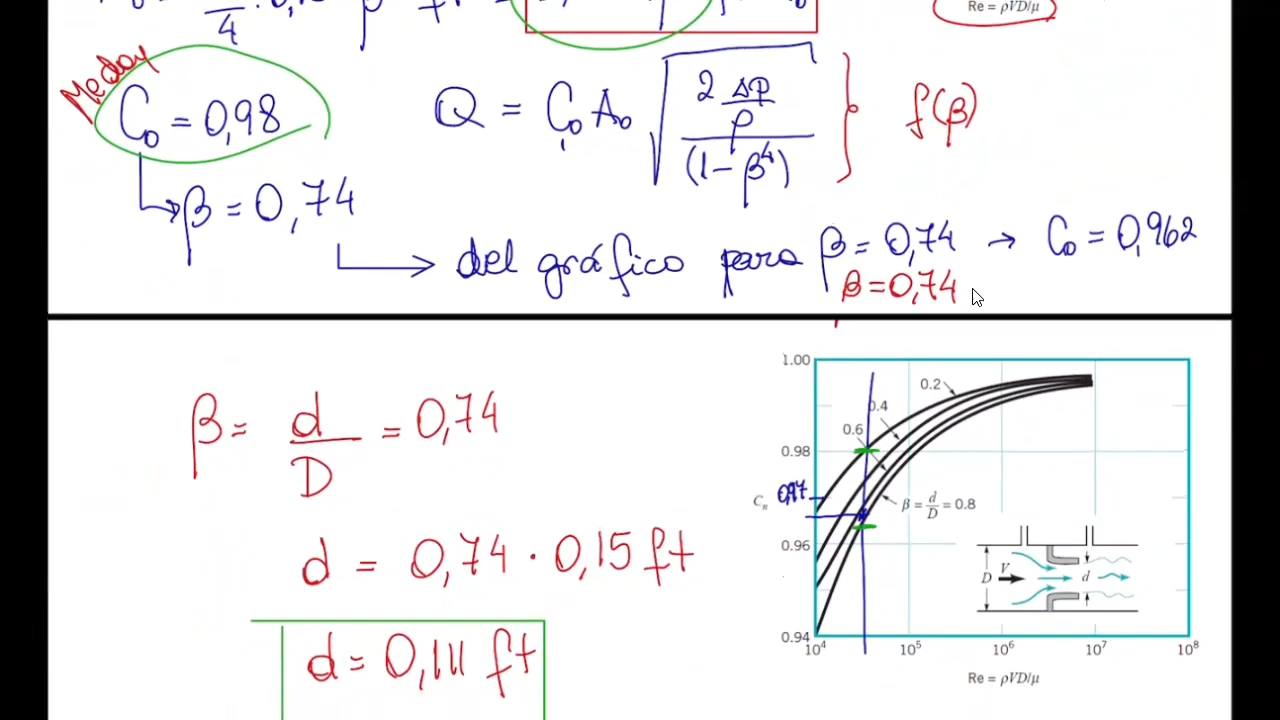 4
Re = ρVD/μ
Me doy
C₀ = 0,98
Q = C₀ A₀ √(2 ΔP/ρ / (1-β⁴)) } f(β)
β = 0,74
del gráfico para β = 0,74 → C₀ = 0,962
β = 0,74
β = d/D = 0,74
d = 0,74 · 0,15 ft
d = 0,111 ft
1.00
0.2
0.4
0.6
0.98
Cₙ 0,97
β = d/D = 0.8
0.96
D V d
0.94
10⁴ 10⁵ 10⁶ 10⁷ 10⁸
Re = ρVD/μ